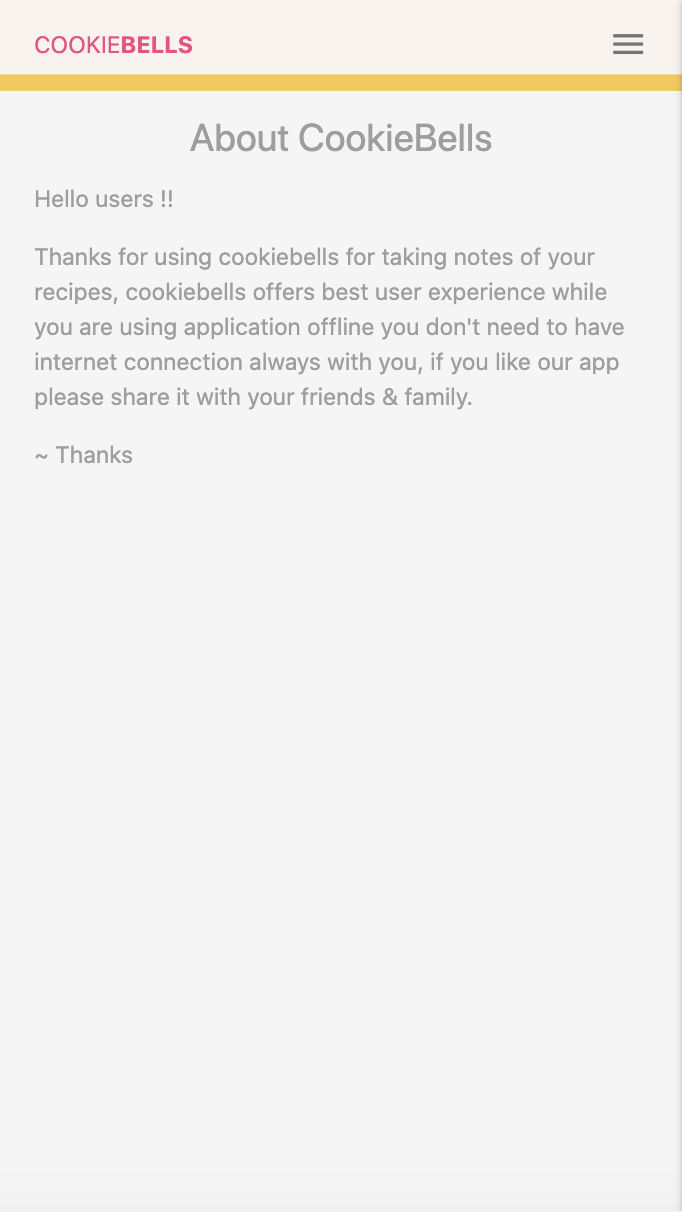 COOKIEBELLS
About CookieBells
Hello users !!
Thanks for using cookiebells for taking notes of your
recipes, cookiebells offers best user experience while
you are using application offline you don't need to have
internet connection always with you, if you like our app
please share it with your friends & family.
~ Thanks